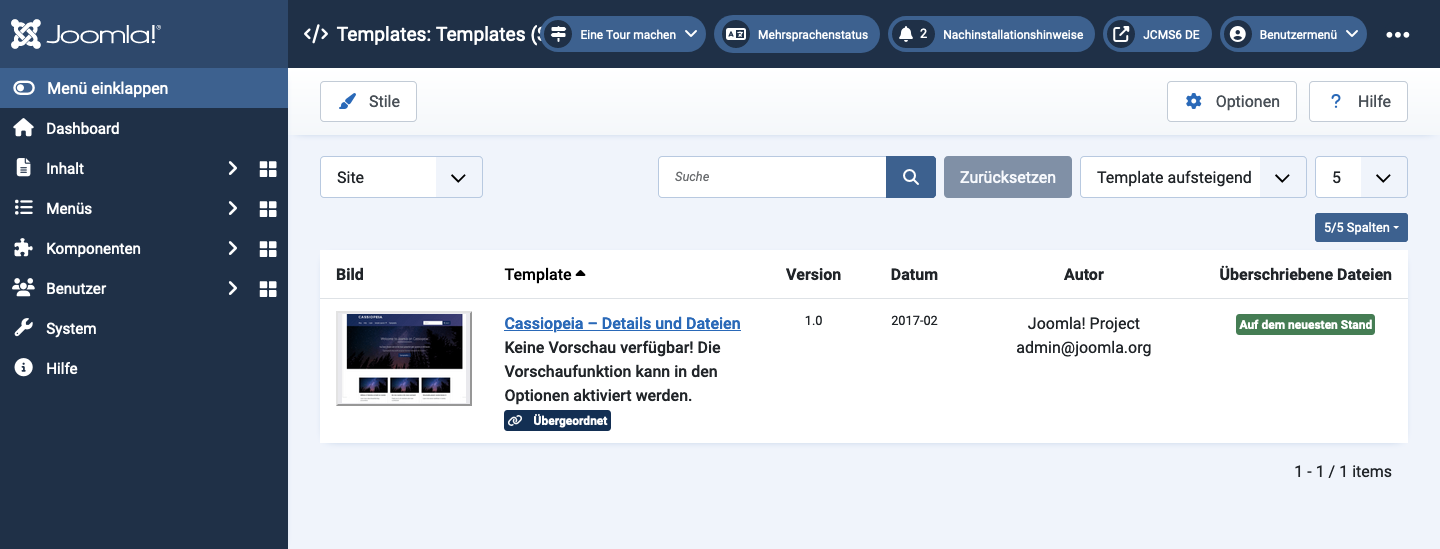 Joomla!®
Templates: Templates (
Eine Tour machen
Mehrsprachenstatus
2 Nachinstallationshinweise
JCMS6 DE
Benutzermenü
Menü einklappen
Dashboard
Inhalt
Menüs
Komponenten
Benutzer
System
Hilfe
Stile
Optionen
? Hilfe
Site
Suche
Zurücksetzen
Template aufsteigend
5
5/5 Spalten
Bild Template Version Datum Autor Überschriebene Dateien
CASSIOPEIA
Cassiopeia – Details und Dateien 1.0 2017-02 Joomla! Project Auf dem neuesten Stand
Keine Vorschau verfügbar! Die admin@joomla.org
Vorschaufunktion kann in den
Optionen aktiviert werden.
Übergeordnet
1 - 1 / 1 items